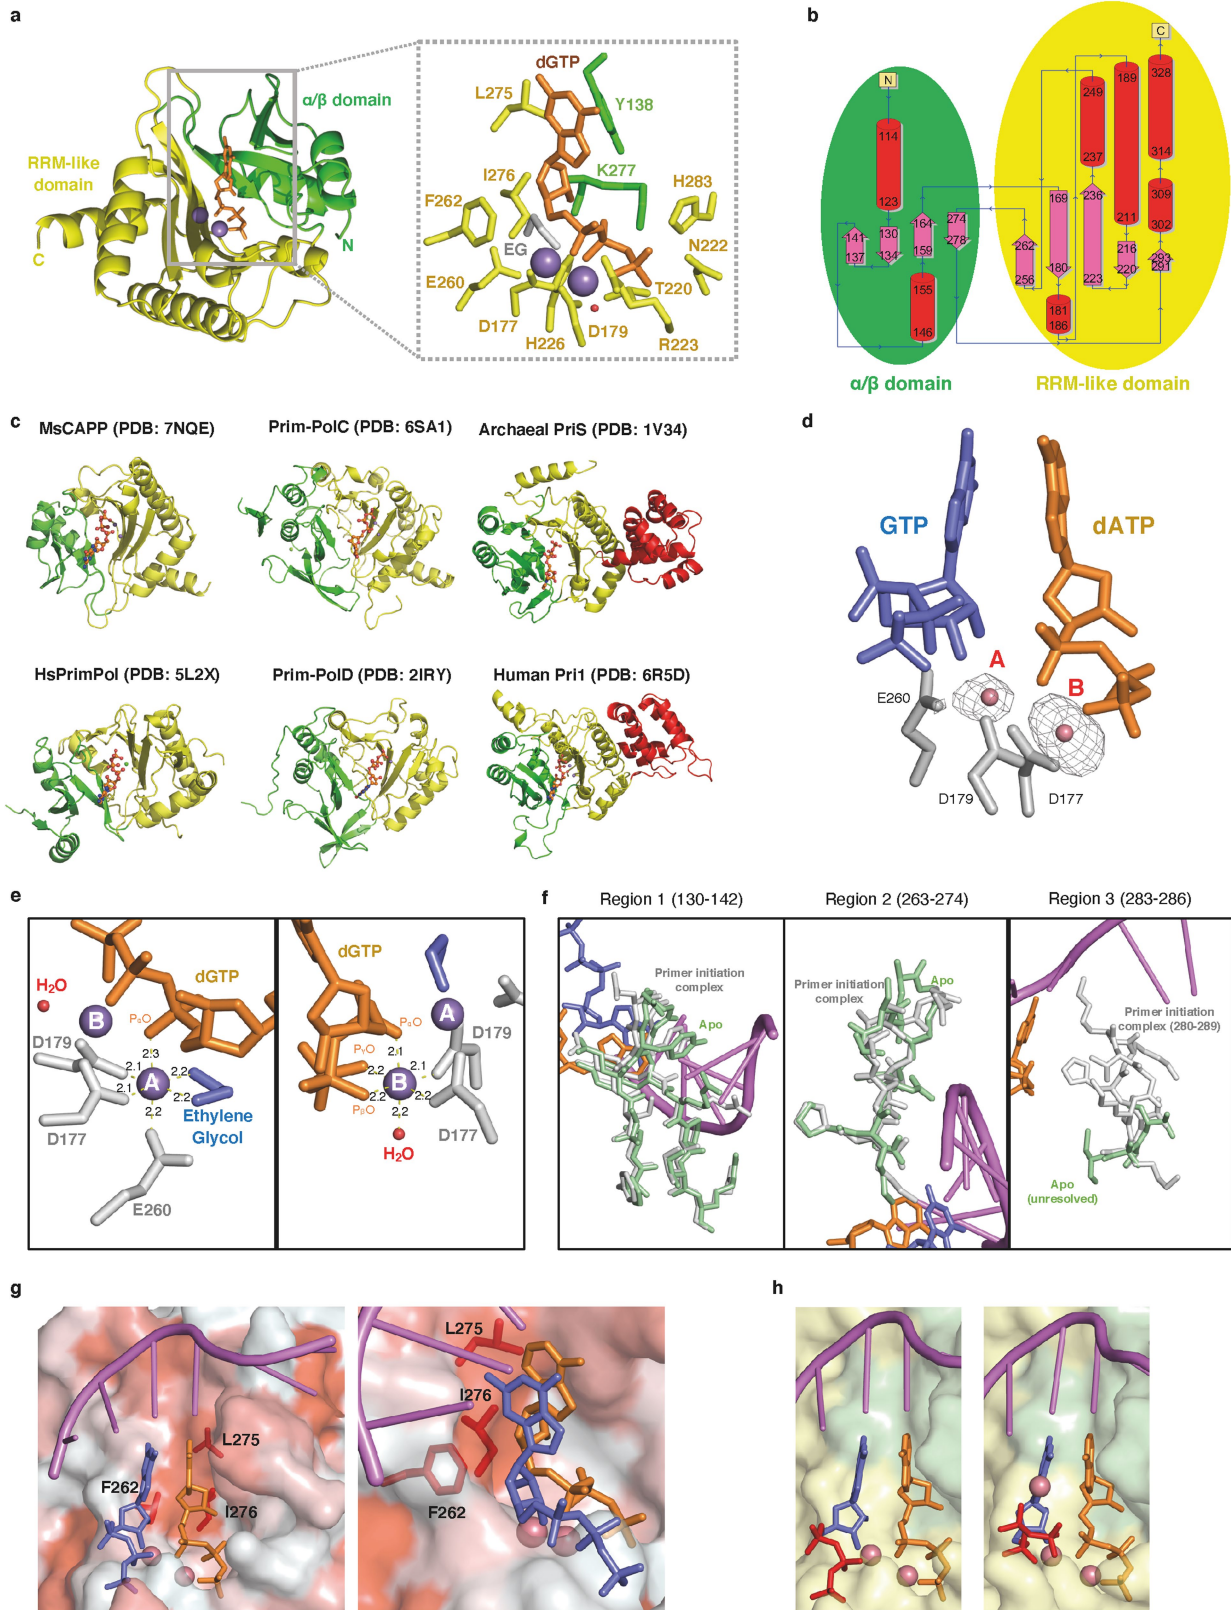 a
dGTP
α/β domain
L275
Y138
RRM-like
domain
I276
K277
F262
H283
EG
N222
N
C
E260
T220
D177
D179
H226
R223
b
C
N
249
189
328
114
237
314
123
169
236
211
309
302
141
137
130
134
164
159
274
278
262
256
180
223
216
220
293
291
155
146
181
186
α/β domain
RRM-like domain
c
MsCAPP (PDB: 7NQE)
Prim-PolC (PDB: 6SA1)
Archaeal PriS (PDB: 1V34)
HsPrimPol (PDB: 5L2X)
Prim-PolD (PDB: 2IRY)
Human Pri1 (PDB: 6R5D)
d
GTP
dATP
A
B
E260
D179
D177
e
dGTP
H2O
B
PαO
D179
2.3
2.1
2.2
A
2.1
2.2
2.2
Ethylene
Glycol
D177
E260
dGTP
A
PαO
D179
PγO
2.1
2.2
2.1
B
2.2
2.2
PβO
2.2
H2O
D177
f
Region 1 (130-142)
Region 2 (263-274)
Region 3 (283-286)
Primer initiation
complex
Apo
Primer initiation
complex
Apo
Primer initiation
complex (280-289)
Apo
(unresolved)
g
L275
F262
I276
L275
I276
F262
h